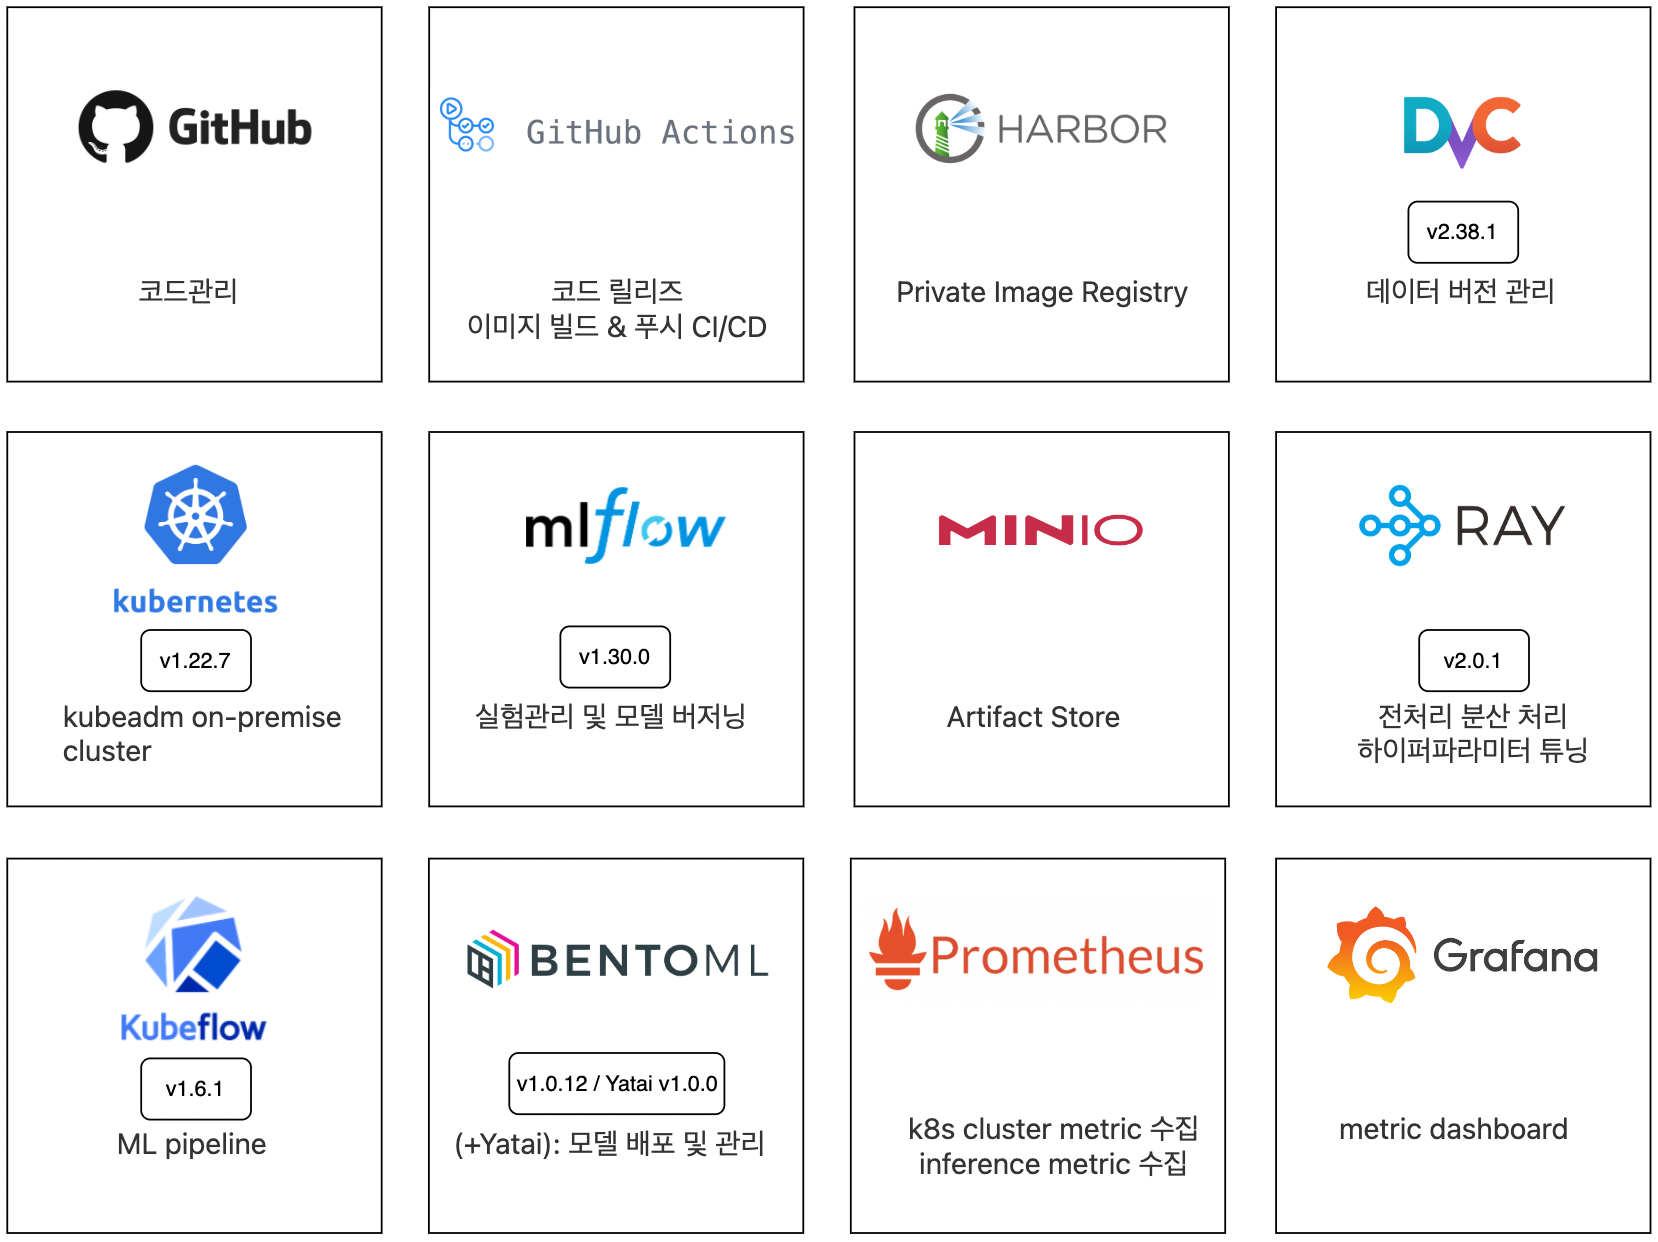 GitHub
코드관리
GitHub Actions
코드 릴리즈
이미지 빌드 & 푸시 CI/CD
HARBOR
Private Image Registry
DVC
v2.38.1
데이터 버전 관리
kubernetes
v1.22.7
kubeadm on-premise
cluster
mlflow
v1.30.0
실험관리 및 모델 버저닝
MINIO
Artifact Store
RAY
v2.0.1
전처리 분산 처리
하이퍼파라미터 튜닝
Kubeflow
v1.6.1
ML pipeline
BENTOML
v1.0.12 / Yatai v1.0.0
(+Yatai): 모델 배포 및 관리
Prometheus
k8s cluster metric 수집
inference metric 수집
Grafana
metric dashboard